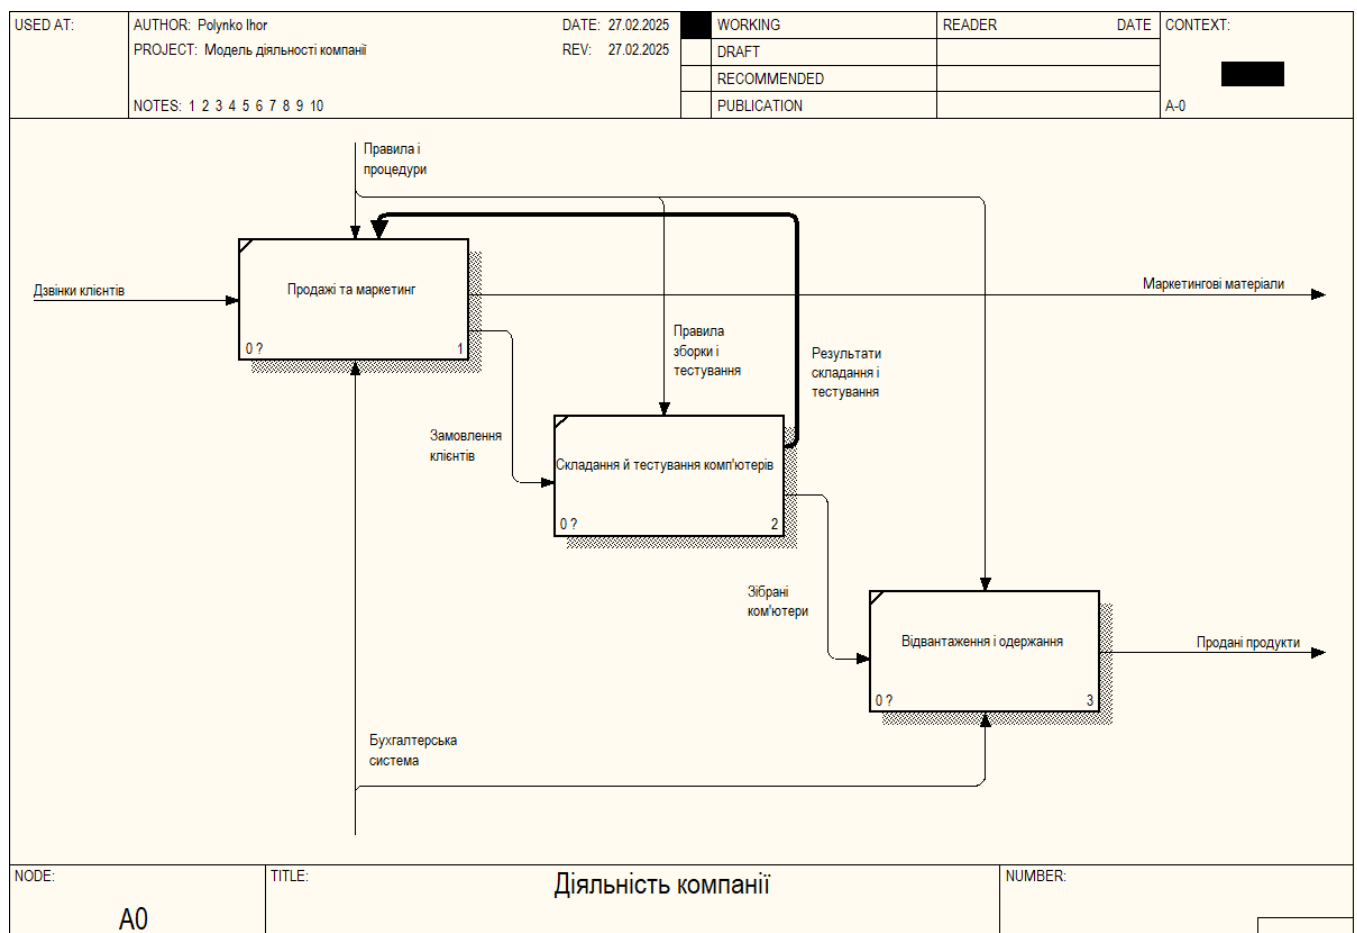 USED AT:
AUTHOR: Polynko Ihor
DATE: 27.02.2025
WORKING
READER
DATE
CONTEXT:
PROJECT: Модель діяльності компанії
REV: 27.02.2025
DRAFT
RECOMMENDED
NOTES: 1 2 3 4 5 6 7 8 9 10
PUBLICATION
A-0
Правила і
процедури
Дзвінки клієнтів
Продажі та маркетинг
0 ?
1
Маркетингові матеріали
Правила
зборки і
тестування
Результати
складання і
тестування
Замовлення
клієнтів
Складання й тестування комп'ютерів
0 ?
2
Зібрані
ком'ютери
Відвантаження і одержання
0 ?
3
Продані продукти
Бухгалтерська
система
NODE:
A0
TITLE:
Діяльність компанії
NUMBER: